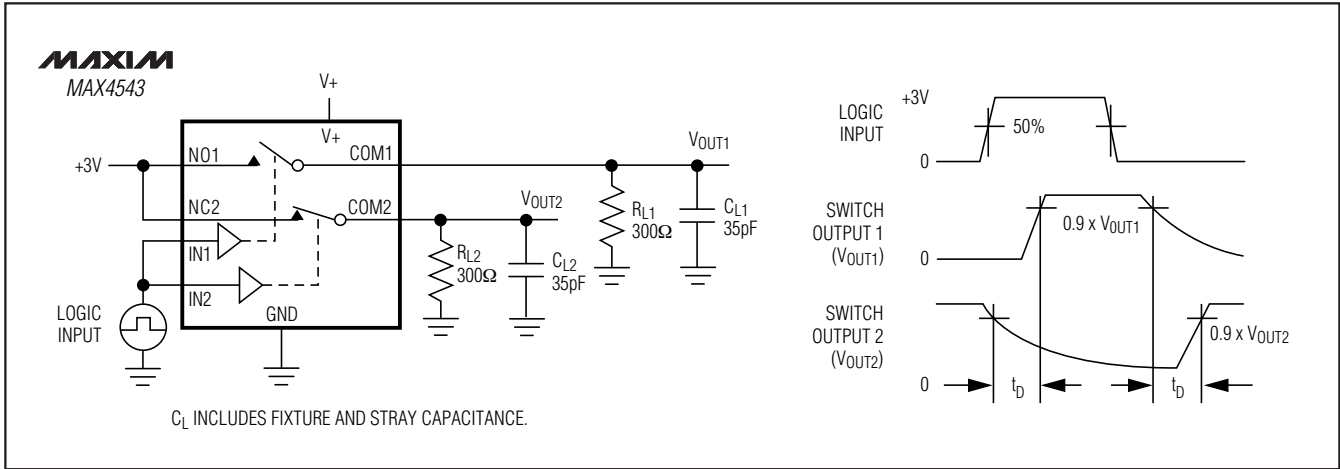 MAXIM
MAX4543
V+
V+
+3V
NO1
COM1
VOUT1
NC2
COM2
VOUT2
IN1
IN2
RL1
300Ω
CL1
35pF
RL2
300Ω
CL2
35pF
LOGIC
INPUT
GND
CL INCLUDES FIXTURE AND STRAY CAPACITANCE.
LOGIC
INPUT
+3V
50%
0
SWITCH
OUTPUT 1
(VOUT1)
0.9 x VOUT1
0
SWITCH
OUTPUT 2
(VOUT2)
0.9 x VOUT2
0
tD
tD